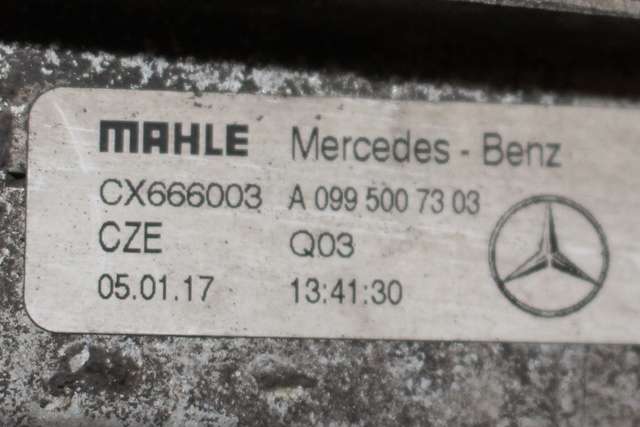 MAHLE Mercedes - Benz
CX666003 A 099 500 73 03
CZE Q03
05.01.17 13:41:30